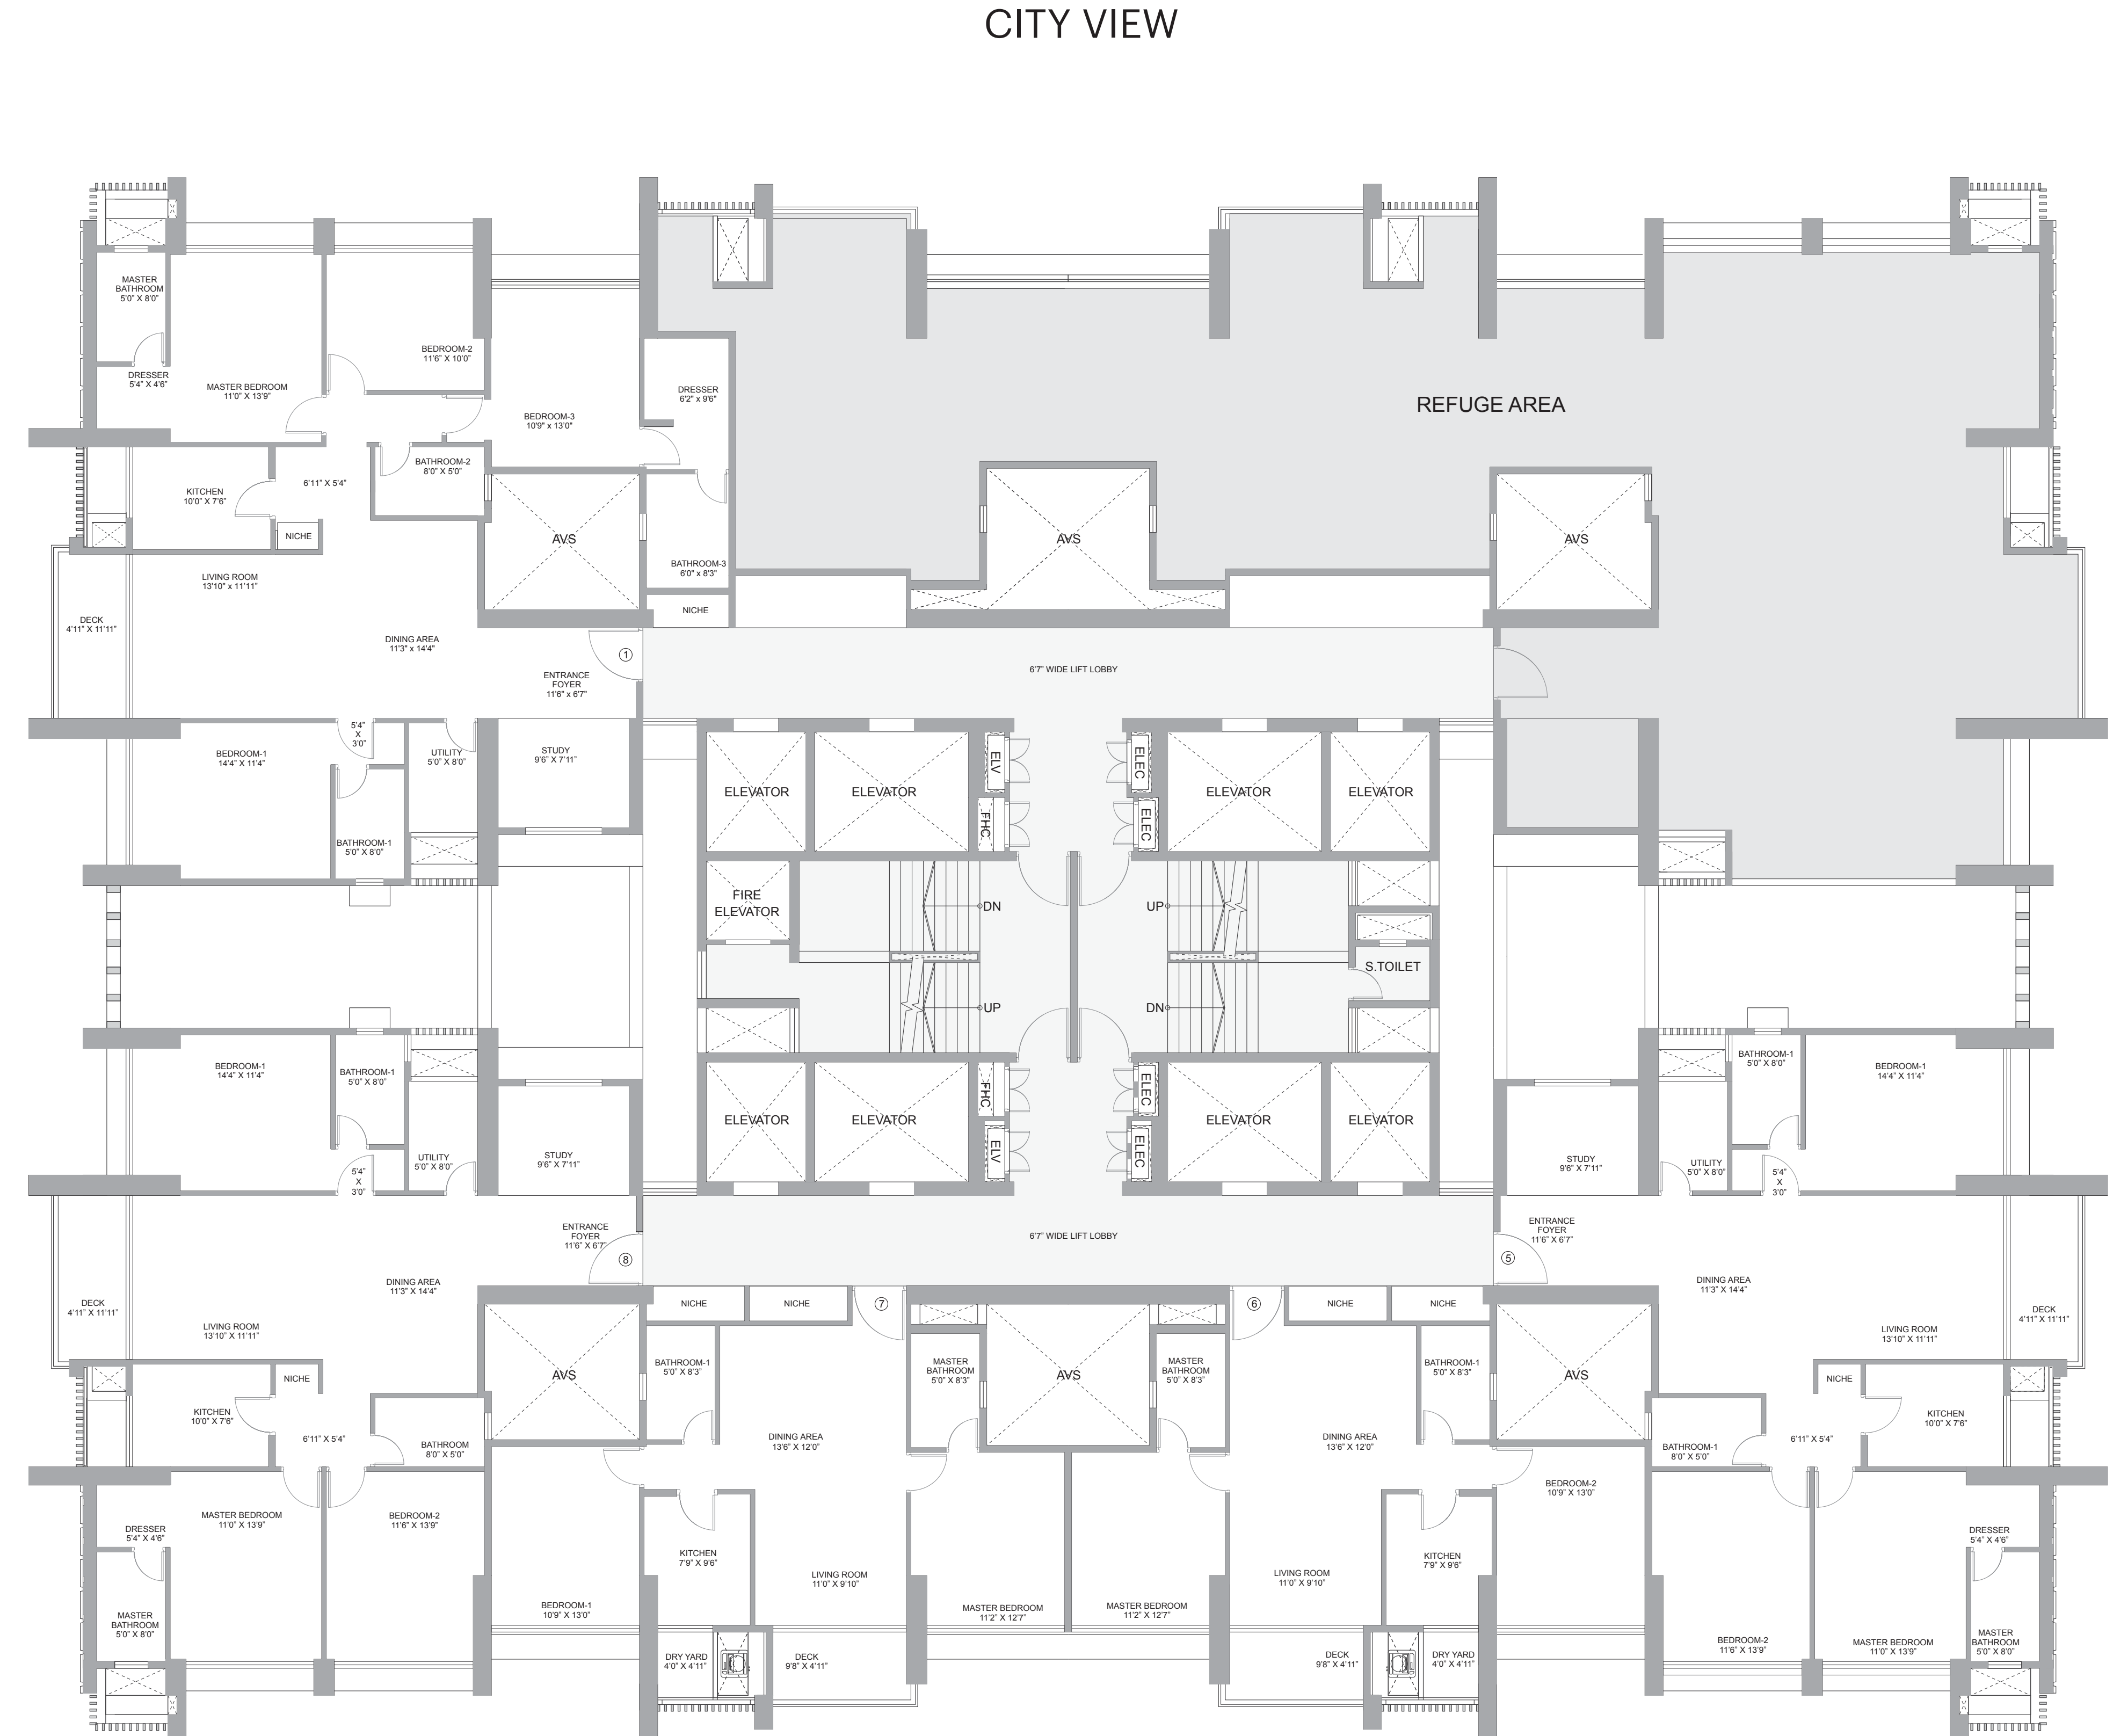 CITY VIEW
MASTER
BATHROOM
5'0" X 8'0"
DRESSER
5'4" X 4'6"
MASTER BEDROOM
11'0" X 13'9"
BEDROOM-2
11'6" X 10'0"
BEDROOM-3
10'9" x 13'0"
DRESSER
6'2" x 9'6"
REFUGE AREA
KITCHEN
10'0" X 7'6"
6'11" X 5'4"
BATHROOM-2
8'0" X 5'0"
NICHE
AVS
BATHROOM-3
6'0" x 8'3"
NICHE
AVS
AVS
LIVING ROOM
13'10" x 11'11"
DECK
4'11" X 11'11"
DINING AREA
11'3" x 14'4"
ENTRANCE
FOYER
11'6" x 6'7"
1
6'7" WIDE LIFT LOBBY
BEDROOM-1
14'4" X 11'4"
5'4"
X
3'0"
UTILITY
5'0" X 8'0"
STUDY
9'6" X 7'11"
BATHROOM-1
5'0" X 8'0"
ELEVATOR
ELEVATOR
ELV
FHC
ELEC
ELEC
ELEVATOR
ELEVATOR
FIRE
ELEVATOR
DN
UP
UP
DN
S.TOILET
BEDROOM-1
14'4" X 11'4"
BATHROOM-1
5'0" X 8'0"
UTILITY
5'0" X 8'0"
5'4"
X
3'0"
STUDY
9'6" X 7'11"
ELEVATOR
ELEVATOR
FHC
ELV
ELEC
ELEC
ELEVATOR
ELEVATOR
STUDY
9'6" X 7'11"
UTILITY
5'0" X 8'0"
BATHROOM-1
5'0" X 8'0"
5'4"
X
3'0"
BEDROOM-1
14'4" X 11'4"
ENTRANCE
FOYER
11'6" X 6'7"
8
6'7" WIDE LIFT LOBBY
5
ENTRANCE
FOYER
11'6" X 6'7"
DINING AREA
11'3" X 14'4"
DECK
4'11" X 11'11"
LIVING ROOM
13'10" X 11'11"
NICHE
NICHE
7
6
NICHE
NICHE
DINING AREA
11'3" X 14'4"
LIVING ROOM
13'10" X 11'11"
DECK
4'11" X 11'11"
NICHE
KITCHEN
10'0" X 7'6"
6'11" X 5'4"
BATHROOM
8'0" X 5'0"
AVS
BATHROOM-1
5'0" X 8'3"
DINING AREA
13'6" X 12'0"
MASTER
BATHROOM
5'0" X 8'3"
AVS
MASTER
BATHROOM
5'0" X 8'3"
DINING AREA
13'6" X 12'0"
BATHROOM-1
5'0" X 8'3"
AVS
BATHROOM-1
8'0" X 5'0"
6'11" X 5'4"
NICHE
KITCHEN
10'0" X 7'6"
MASTER BEDROOM
11'0" X 13'9"
DRESSER
5'4" X 4'6"
MASTER
BATHROOM
5'0" X 8'0"
BEDROOM-2
11'6" X 13'9"
BEDROOM-1
10'9" X 13'0"
KITCHEN
7'9" X 9'6"
LIVING ROOM
11'0" X 9'10"
MASTER BEDROOM
11'2" X 12'7"
MASTER BEDROOM
11'2" X 12'7"
LIVING ROOM
11'0" X 9'10"
KITCHEN
7'9" X 9'6"
BEDROOM-2
10'9" X 13'0"
BEDROOM-2
11'6" X 13'9"
MASTER BEDROOM
11'0" X 13'9"
DRESSER
5'4" X 4'6"
MASTER
BATHROOM
5'0" X 8'0"
DRY YARD
4'0" X 4'11"
DECK
9'8" X 4'11"
DECK
9'8" X 4'11"
DRY YARD
4'0" X 4'11"